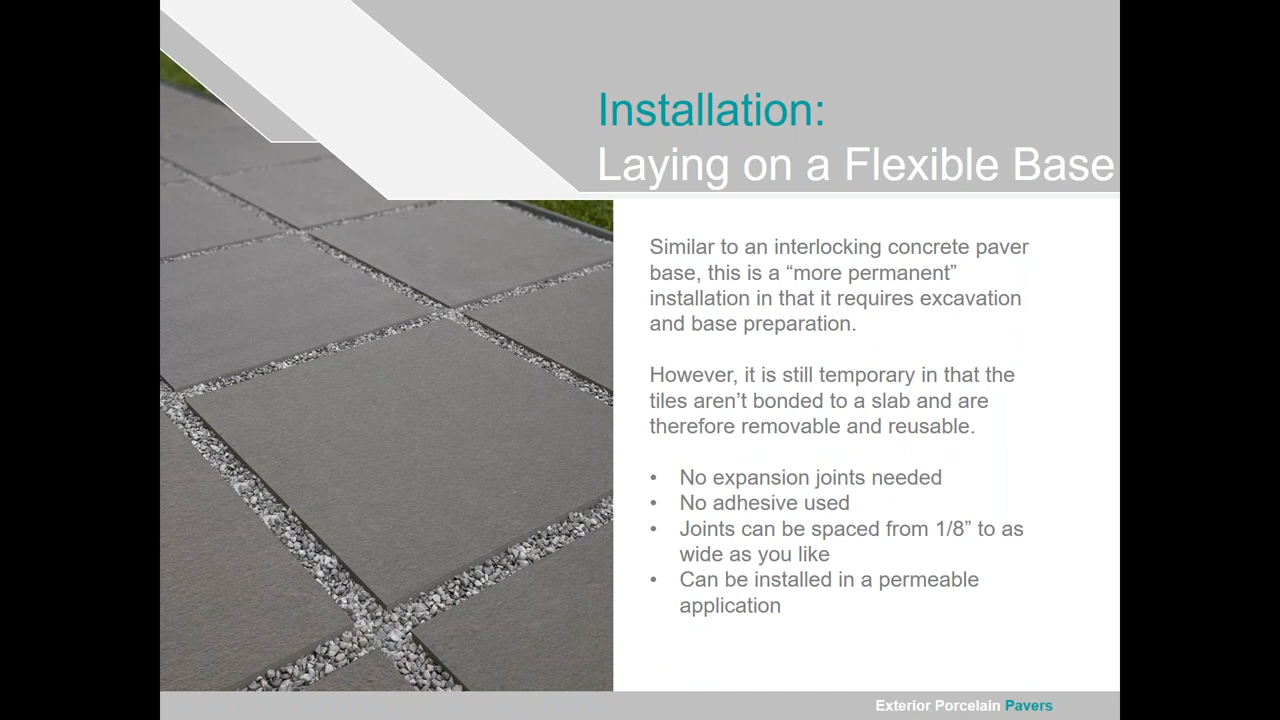 Installation:
Laying on a Flexible Base
Similar to an interlocking concrete paver
base, this is a “more permanent”
installation in that it requires excavation
and base preparation.
However, it is still temporary in that the
tiles aren’t bonded to a slab and are
therefore removable and reusable.
• No expansion joints needed
• No adhesive used
• Joints can be spaced from 1/8” to as
wide as you like
• Can be installed in a permeable
application
Exterior Porcelain Pavers